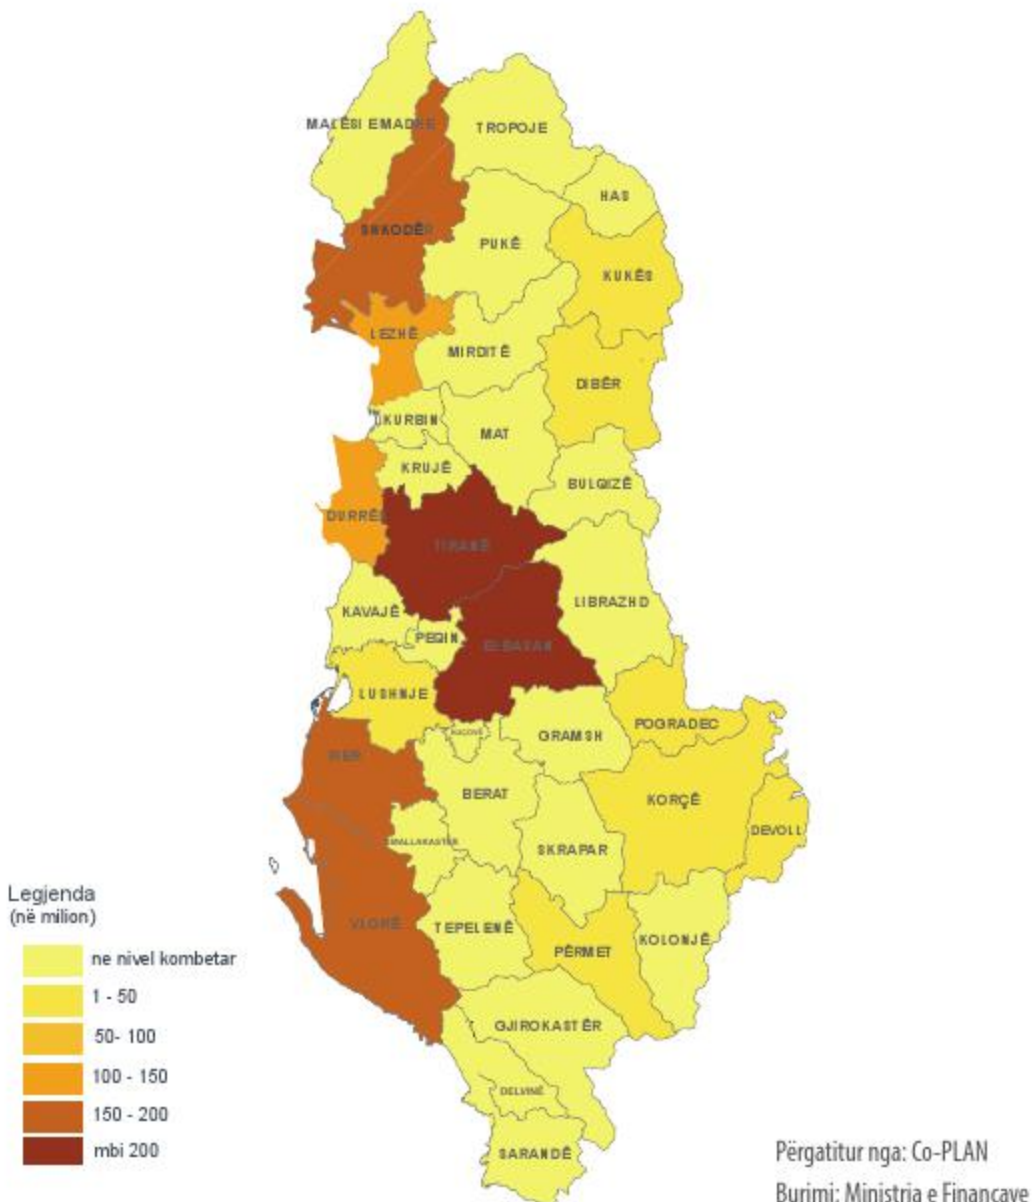 MALËSI EMADHE
TROPOJE
HAS
SHKODËR
PUKË
KUKËS
LEZHË
MIRDITË
DIBËR
KURBIN
MAT
KRUJË
BULQIZË
DURRËS
TIRANË
LIBRAZHD
KAVAJË
PEQIN
ELBASAN
LUSHNJE
POGRADEC
KUÇOVË
GRAMSH
FIER
BERAT
KORÇË
DEVOLL
MALLAKASTËR
SKRAPAR
VLORË
TEPELENË
PËRMET
KOLONJË
GJIROKASTËR
DELVINË
SARANDË
Legjenda
(në milion)
ne nivel kombetar
1 - 50
50- 100
100 - 150
150 - 200
mbi 200
Përgatitur nga: Co-PLAN
Burimi: Ministria e Financave